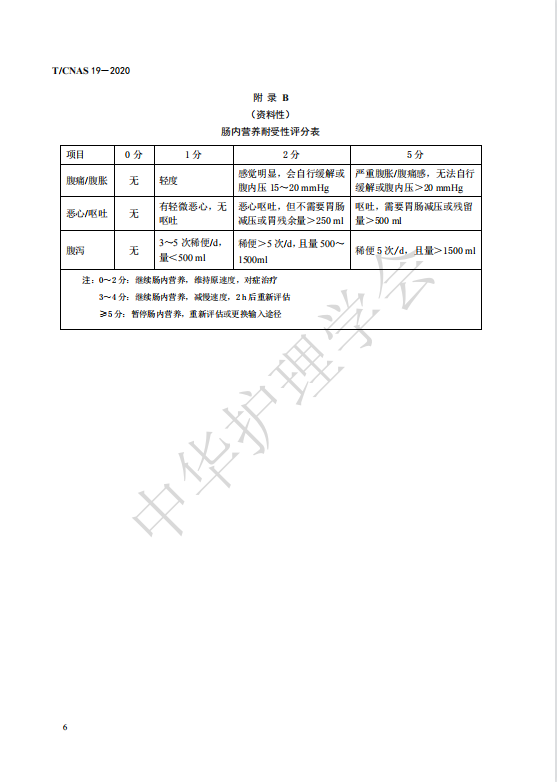 T/CNAS 19—2020
附 录 B
（资料性）
肠内营养耐受性评分表
项目 0 分 1 分 2 分 5 分
腹痛/腹胀 无 轻度 感觉明显，会自行缓解或腹内压 15～20 mmHg 严重腹胀/腹痛感，无法自行缓解或腹内压＞20 mmHg
恶心/呕吐 无 有轻微恶心，无呕吐 恶心呕吐，但不需要胃肠减压或胃残余量＞250 ml 呕吐，需要胃肠减压或残留量＞500 ml
腹泻 无 3～5 次稀便/d，量＜500 ml 稀便＞5 次/d，且量 500～1500ml 稀便 5 次/d，且量＞1500 ml
注：0～2 分：继续肠内营养，维持原速度，对症治疗
3～4 分：继续肠内营养，减慢速度，2 h 后重新评估
≥5 分：暂停肠内营养，重新评估或更换输入途径
中华护理学会
6